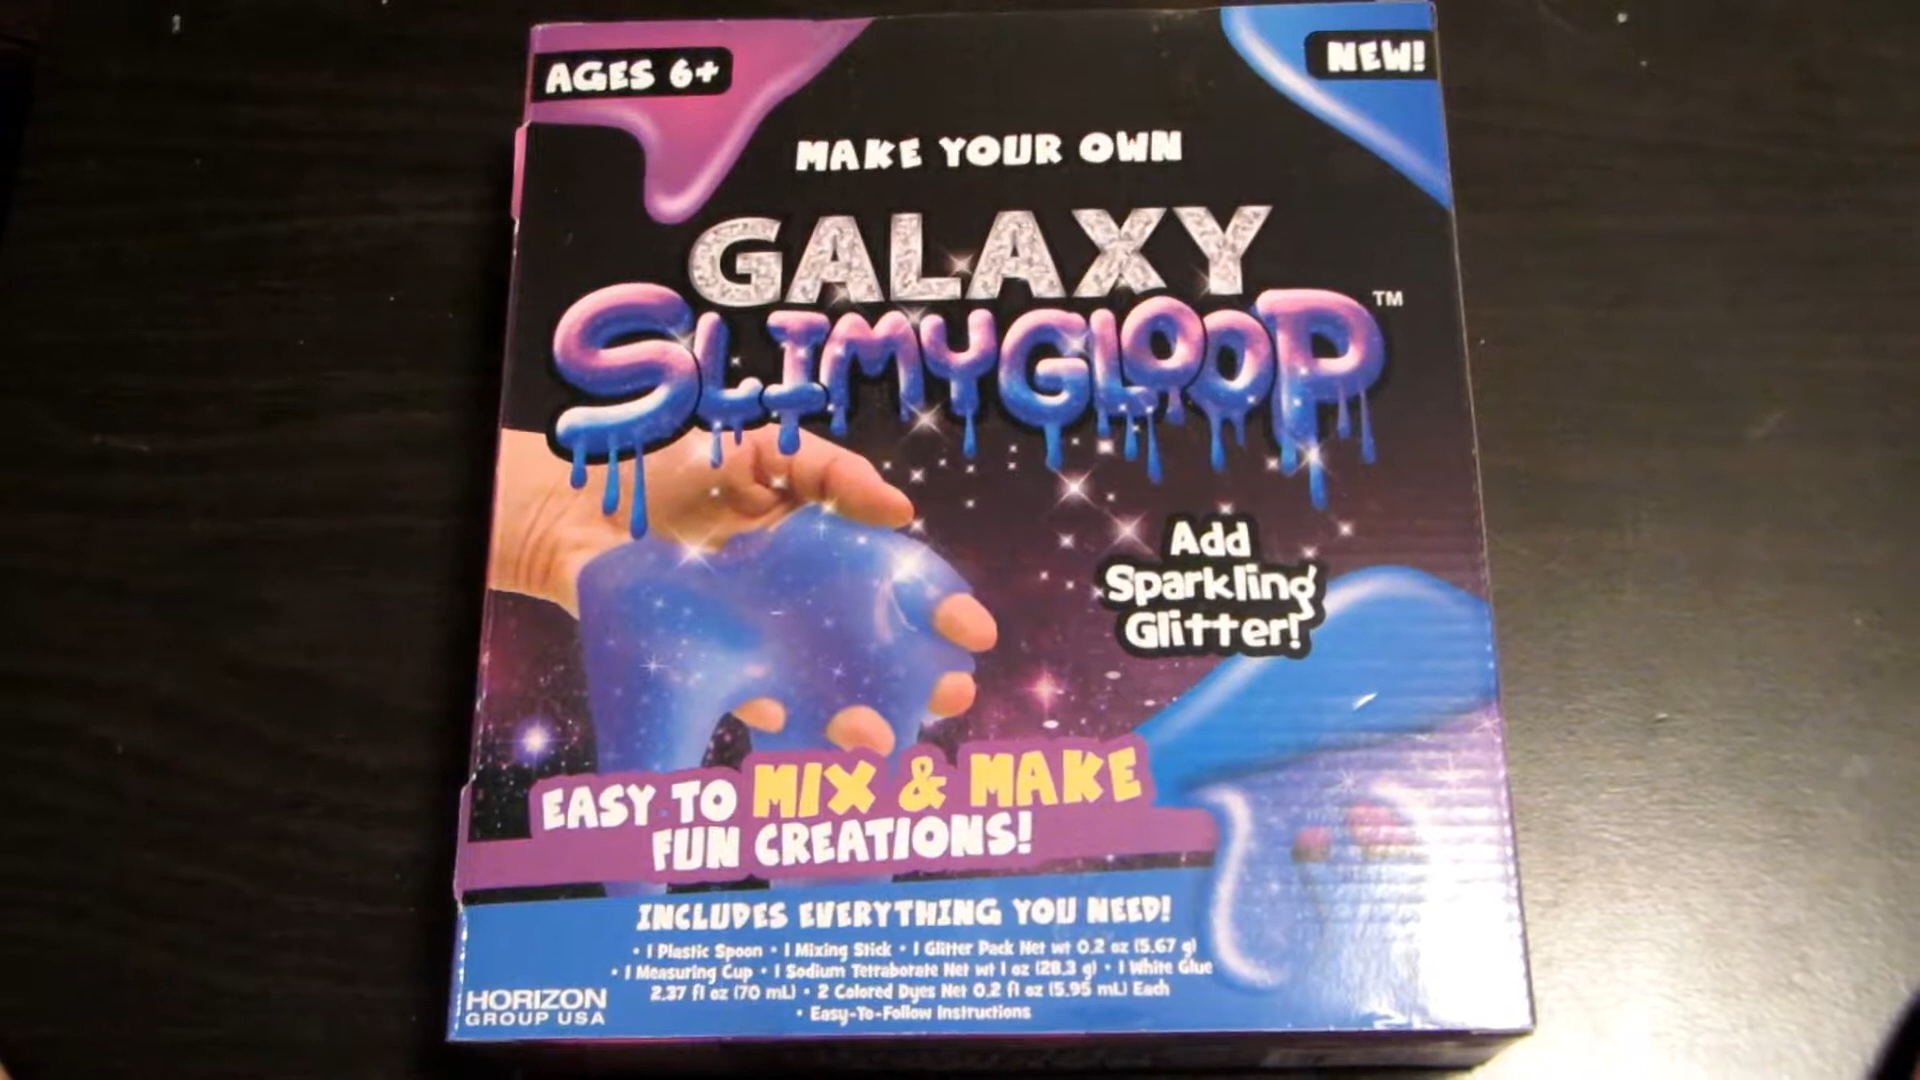 AGES 6+
NEW!
MAKE YOUR OWN
GALAXY
SLIMYGLOOP™
Add
Sparkling
Glitter!
EASY TO MIX & MAKE
FUN CREATIONS!
INCLUDES EVERYTHING YOU NEED!
• 1 Plastic Spoon • 1 Mixing Stick • 1 Glitter Pack Net wt 0.2 oz (5.67 g)
• 1 Measuring Cup • 1 Sodium Tetraborate Net wt 1 oz (28.3 g) • 1 White Glue
2.37 fl oz (70 mL) • 2 Colored Dyes Net 0.2 fl oz (5.95 mL) Each
• Easy-To-Follow Instructions
HORIZON
GROUP USA